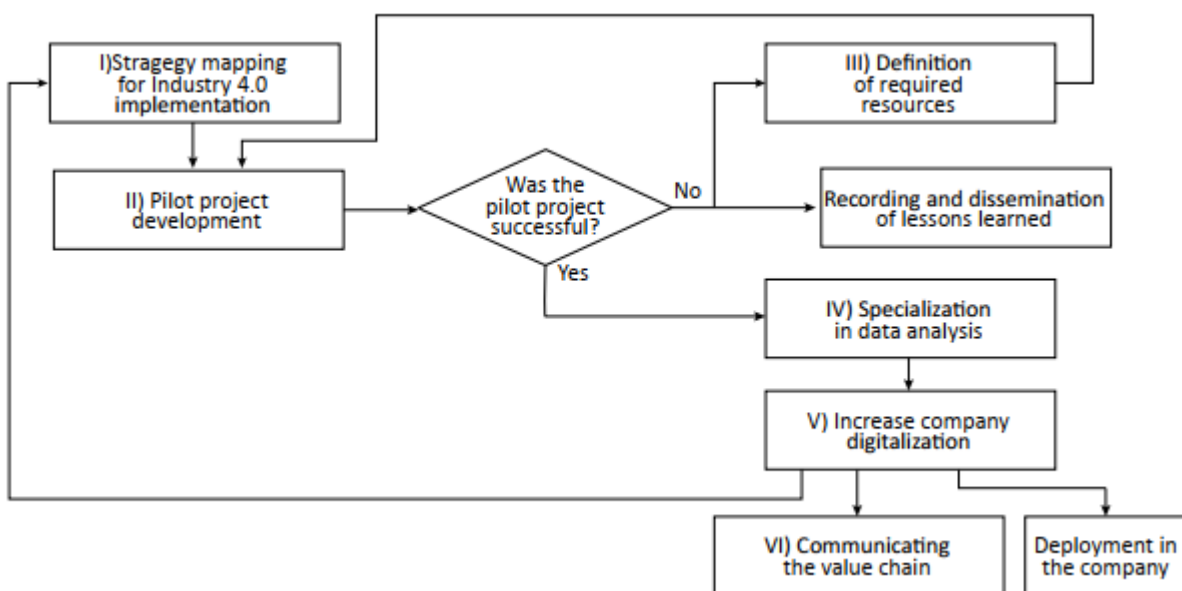 I)Stragegy mapping
for Industry 4.0
implementation
III) Definition
of required
resources
II) Pilot project
development
Was the
pilot project
successful?
No
Recording and dissemination
of lessons learned
Yes
IV) Specialization
in data analysis
V) Increase company
digitalization
VI) Communicating
the value chain
Deployment in
the company